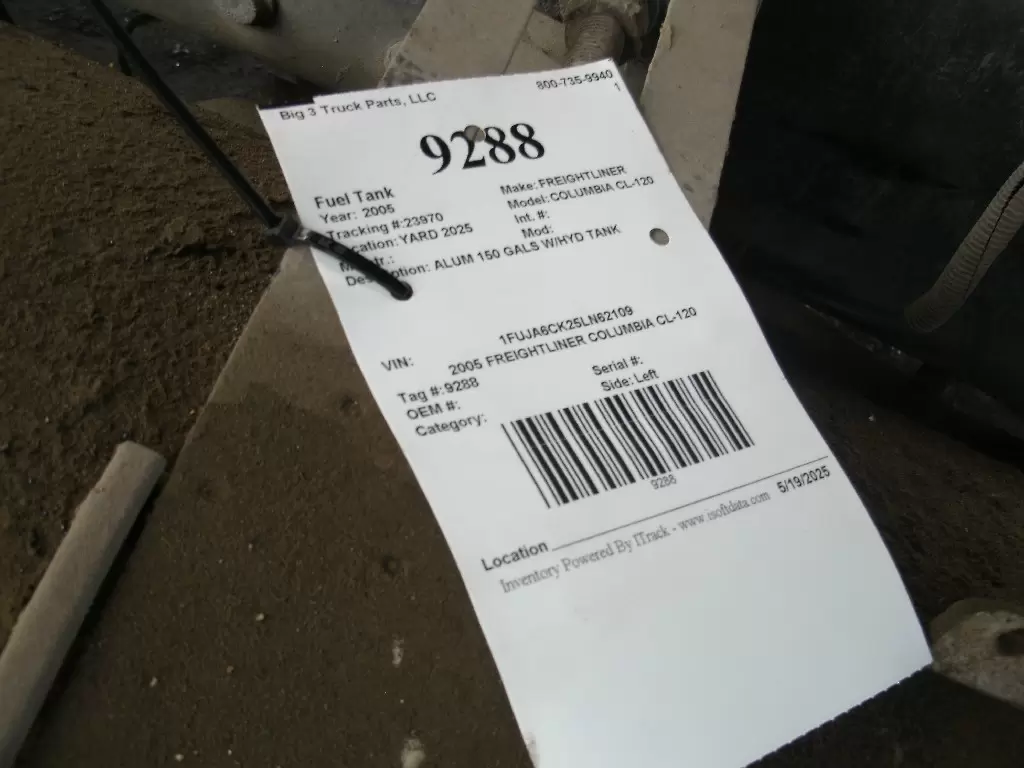 Big 3 Truck Parts, LLC 800-735-9940
1
9288
Fuel Tank
Make: FREIGHTLINER
Year: 2005
Model: COLUMBIA CL-120
Tracking #:23970
Int. #:
cation: YARD 2025
Mod:
Description: ALUM 150 GALS W/HYD TANK
VIN: 1FUJA6CK25LN62109
2005 FREIGHTLINER COLUMBIA CL-120
Tag #:9288
Serial #:
OEM #:
Side: Left
Category:
9288
Location 5/19/2025
Inventory Powered By ITrack - www.isoftdata.com